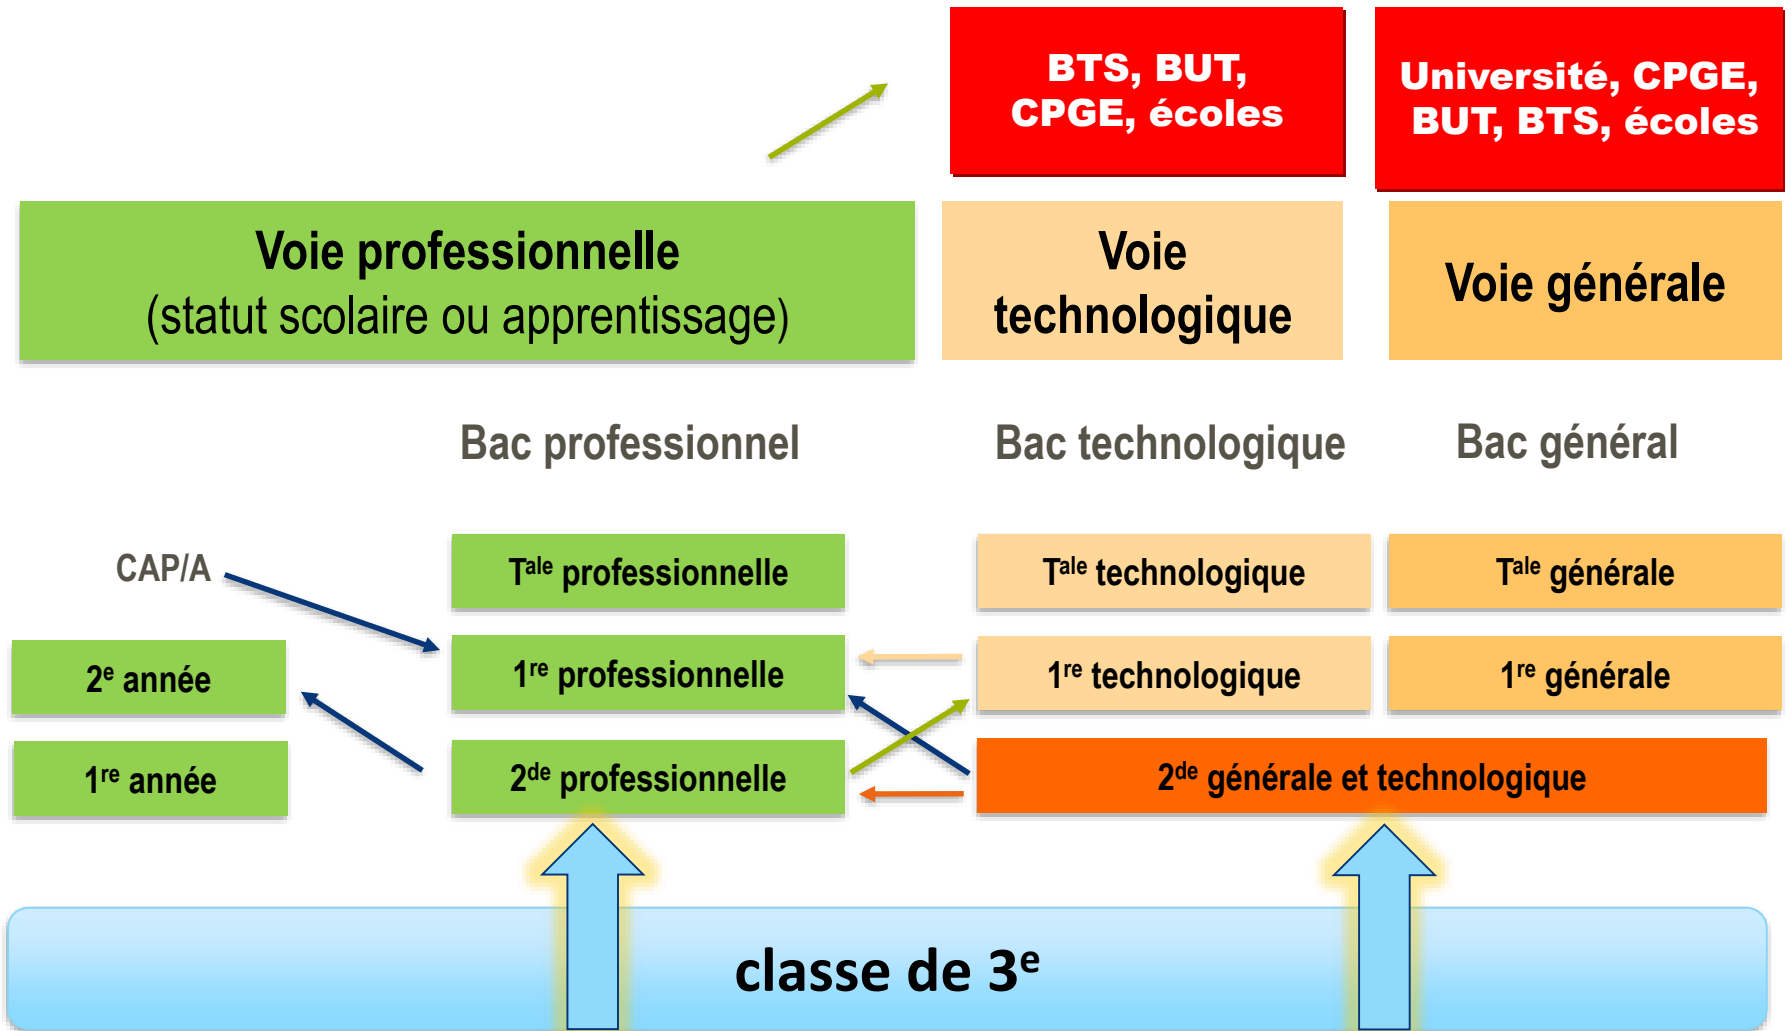 BTS, BUT,
CPGE, écoles
Université, CPGE,
BUT, BTS, écoles
Voie professionnelle
(statut scolaire ou apprentissage)
Voie
technologique
Voie générale
Bac professionnel
Bac technologique
Bac général
CAP/A
Tale professionnelle
Tale technologique
Tale générale
2e année
1re professionnelle
1re technologique
1re générale
1re année
2de professionnelle
2de générale et technologique
classe de 3e